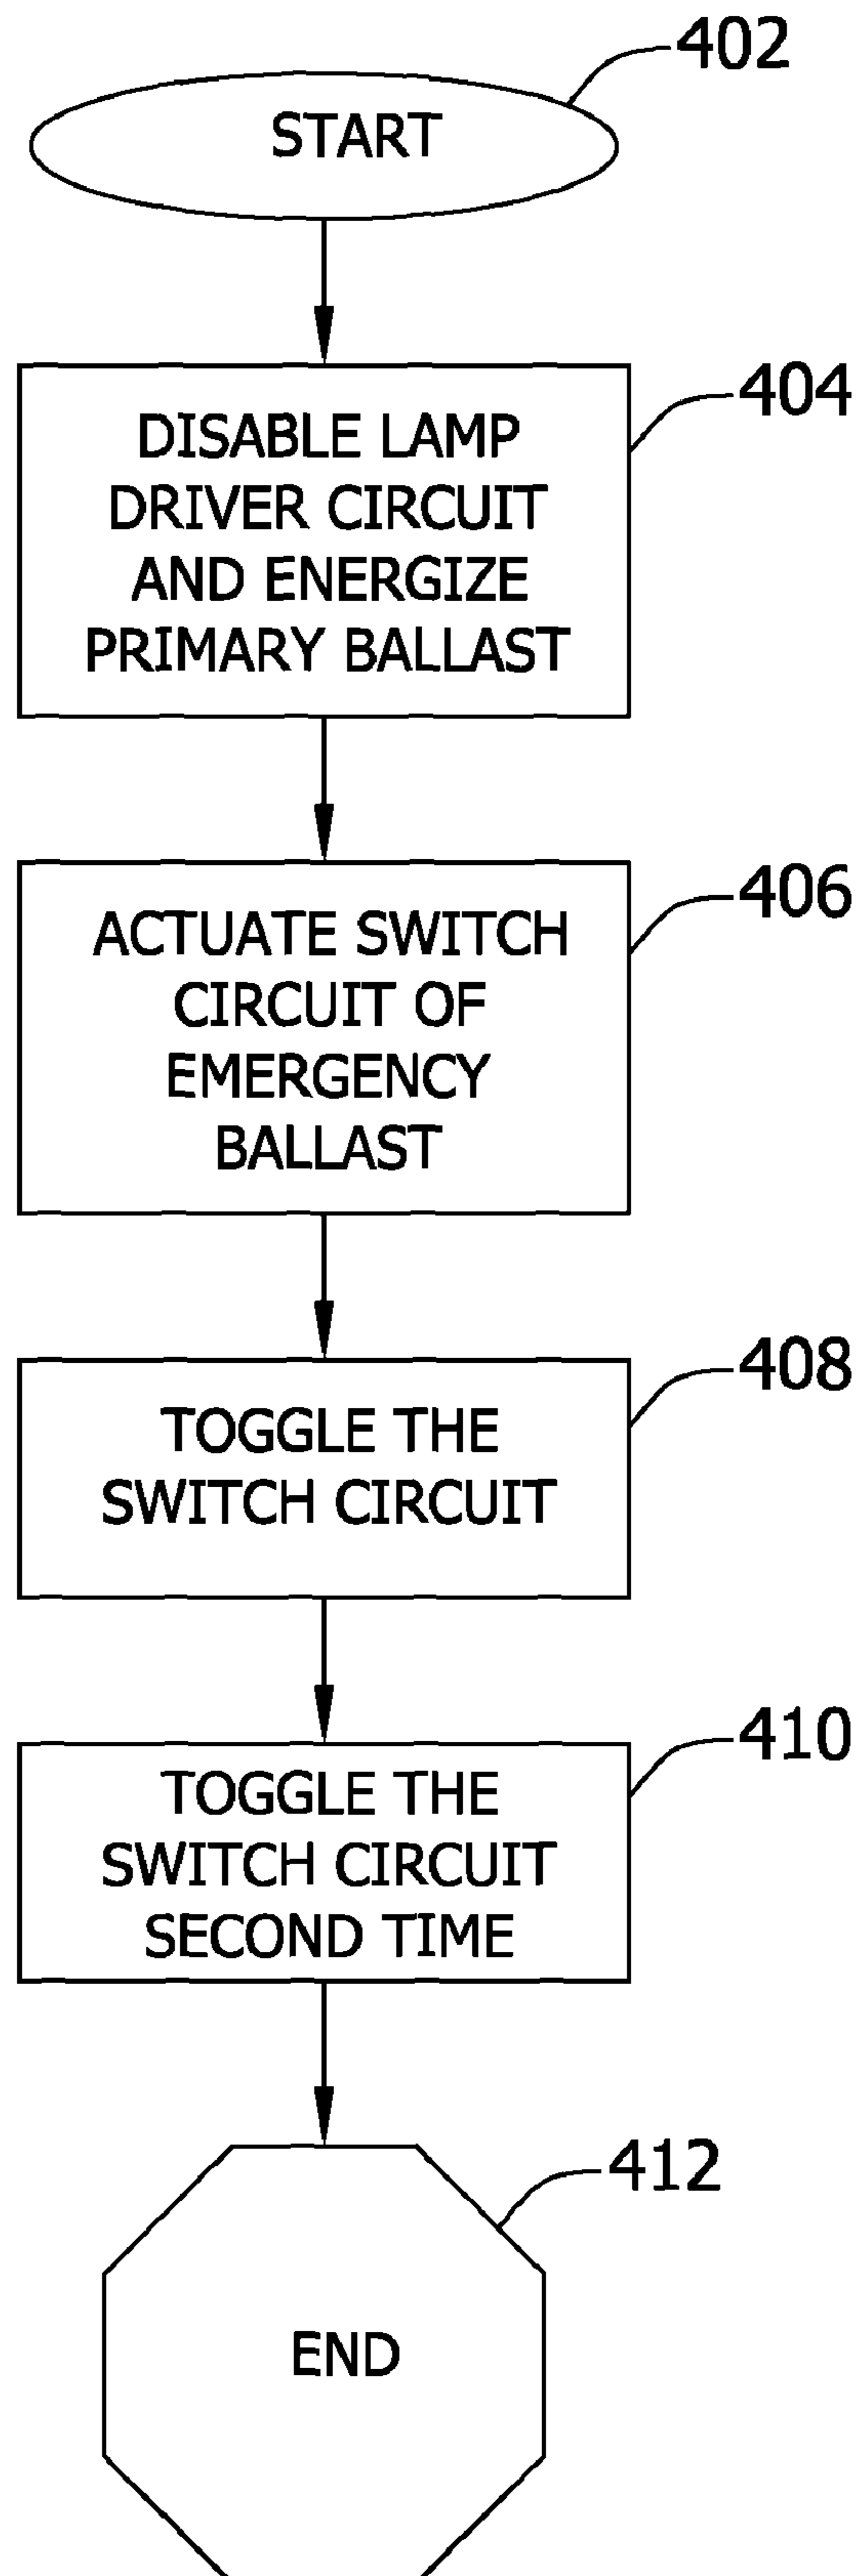 402
START
404
DISABLE LAMP
DRIVER CIRCUIT
AND ENERGIZE
PRIMARY BALLAST
406
ACTUATE SWITCH
CIRCUIT OF
EMERGENCY
BALLAST
408
TOGGLE THE
SWITCH CIRCUIT
410
TOGGLE THE
SWITCH CIRCUIT
SECOND TIME
412
END